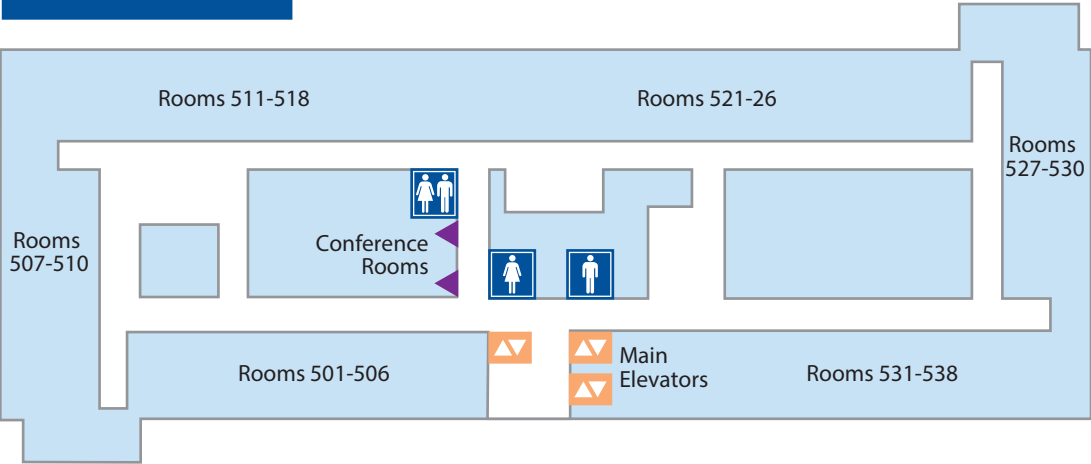 Rooms 511-518
Rooms 521-26
Rooms
527-530
Rooms
507-510
Conference
Rooms
Main
Elevators
Rooms 501-506
Rooms 531-538